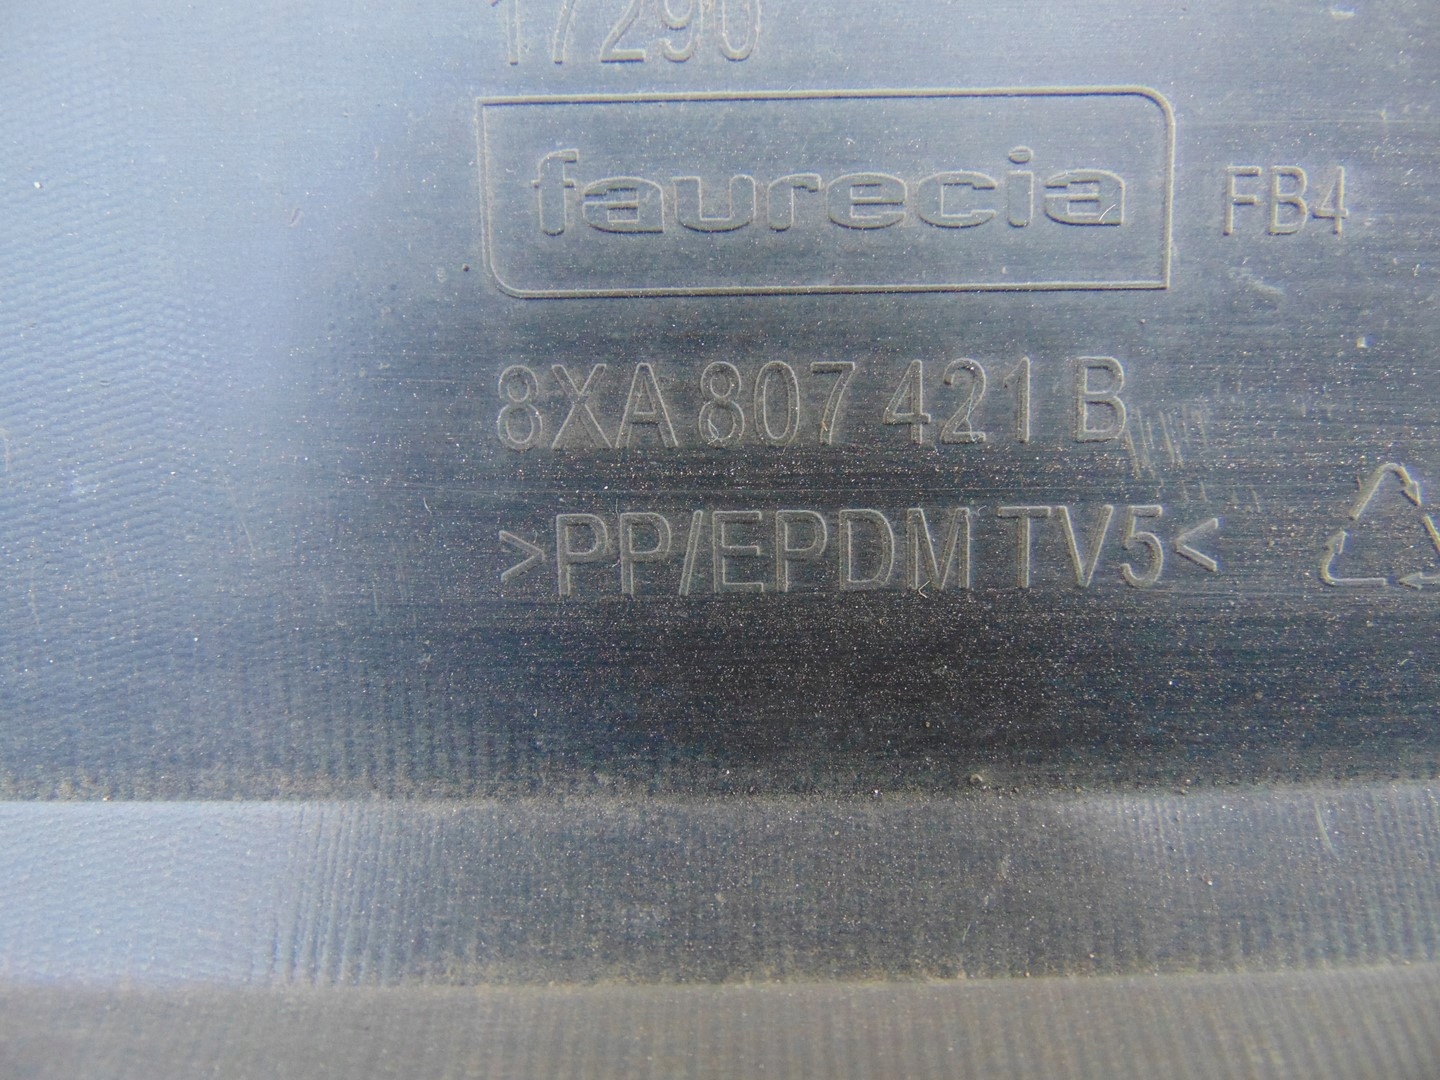 17290
faurecia FB4
8XA 807 421 B
>PP/EPDM TV5<